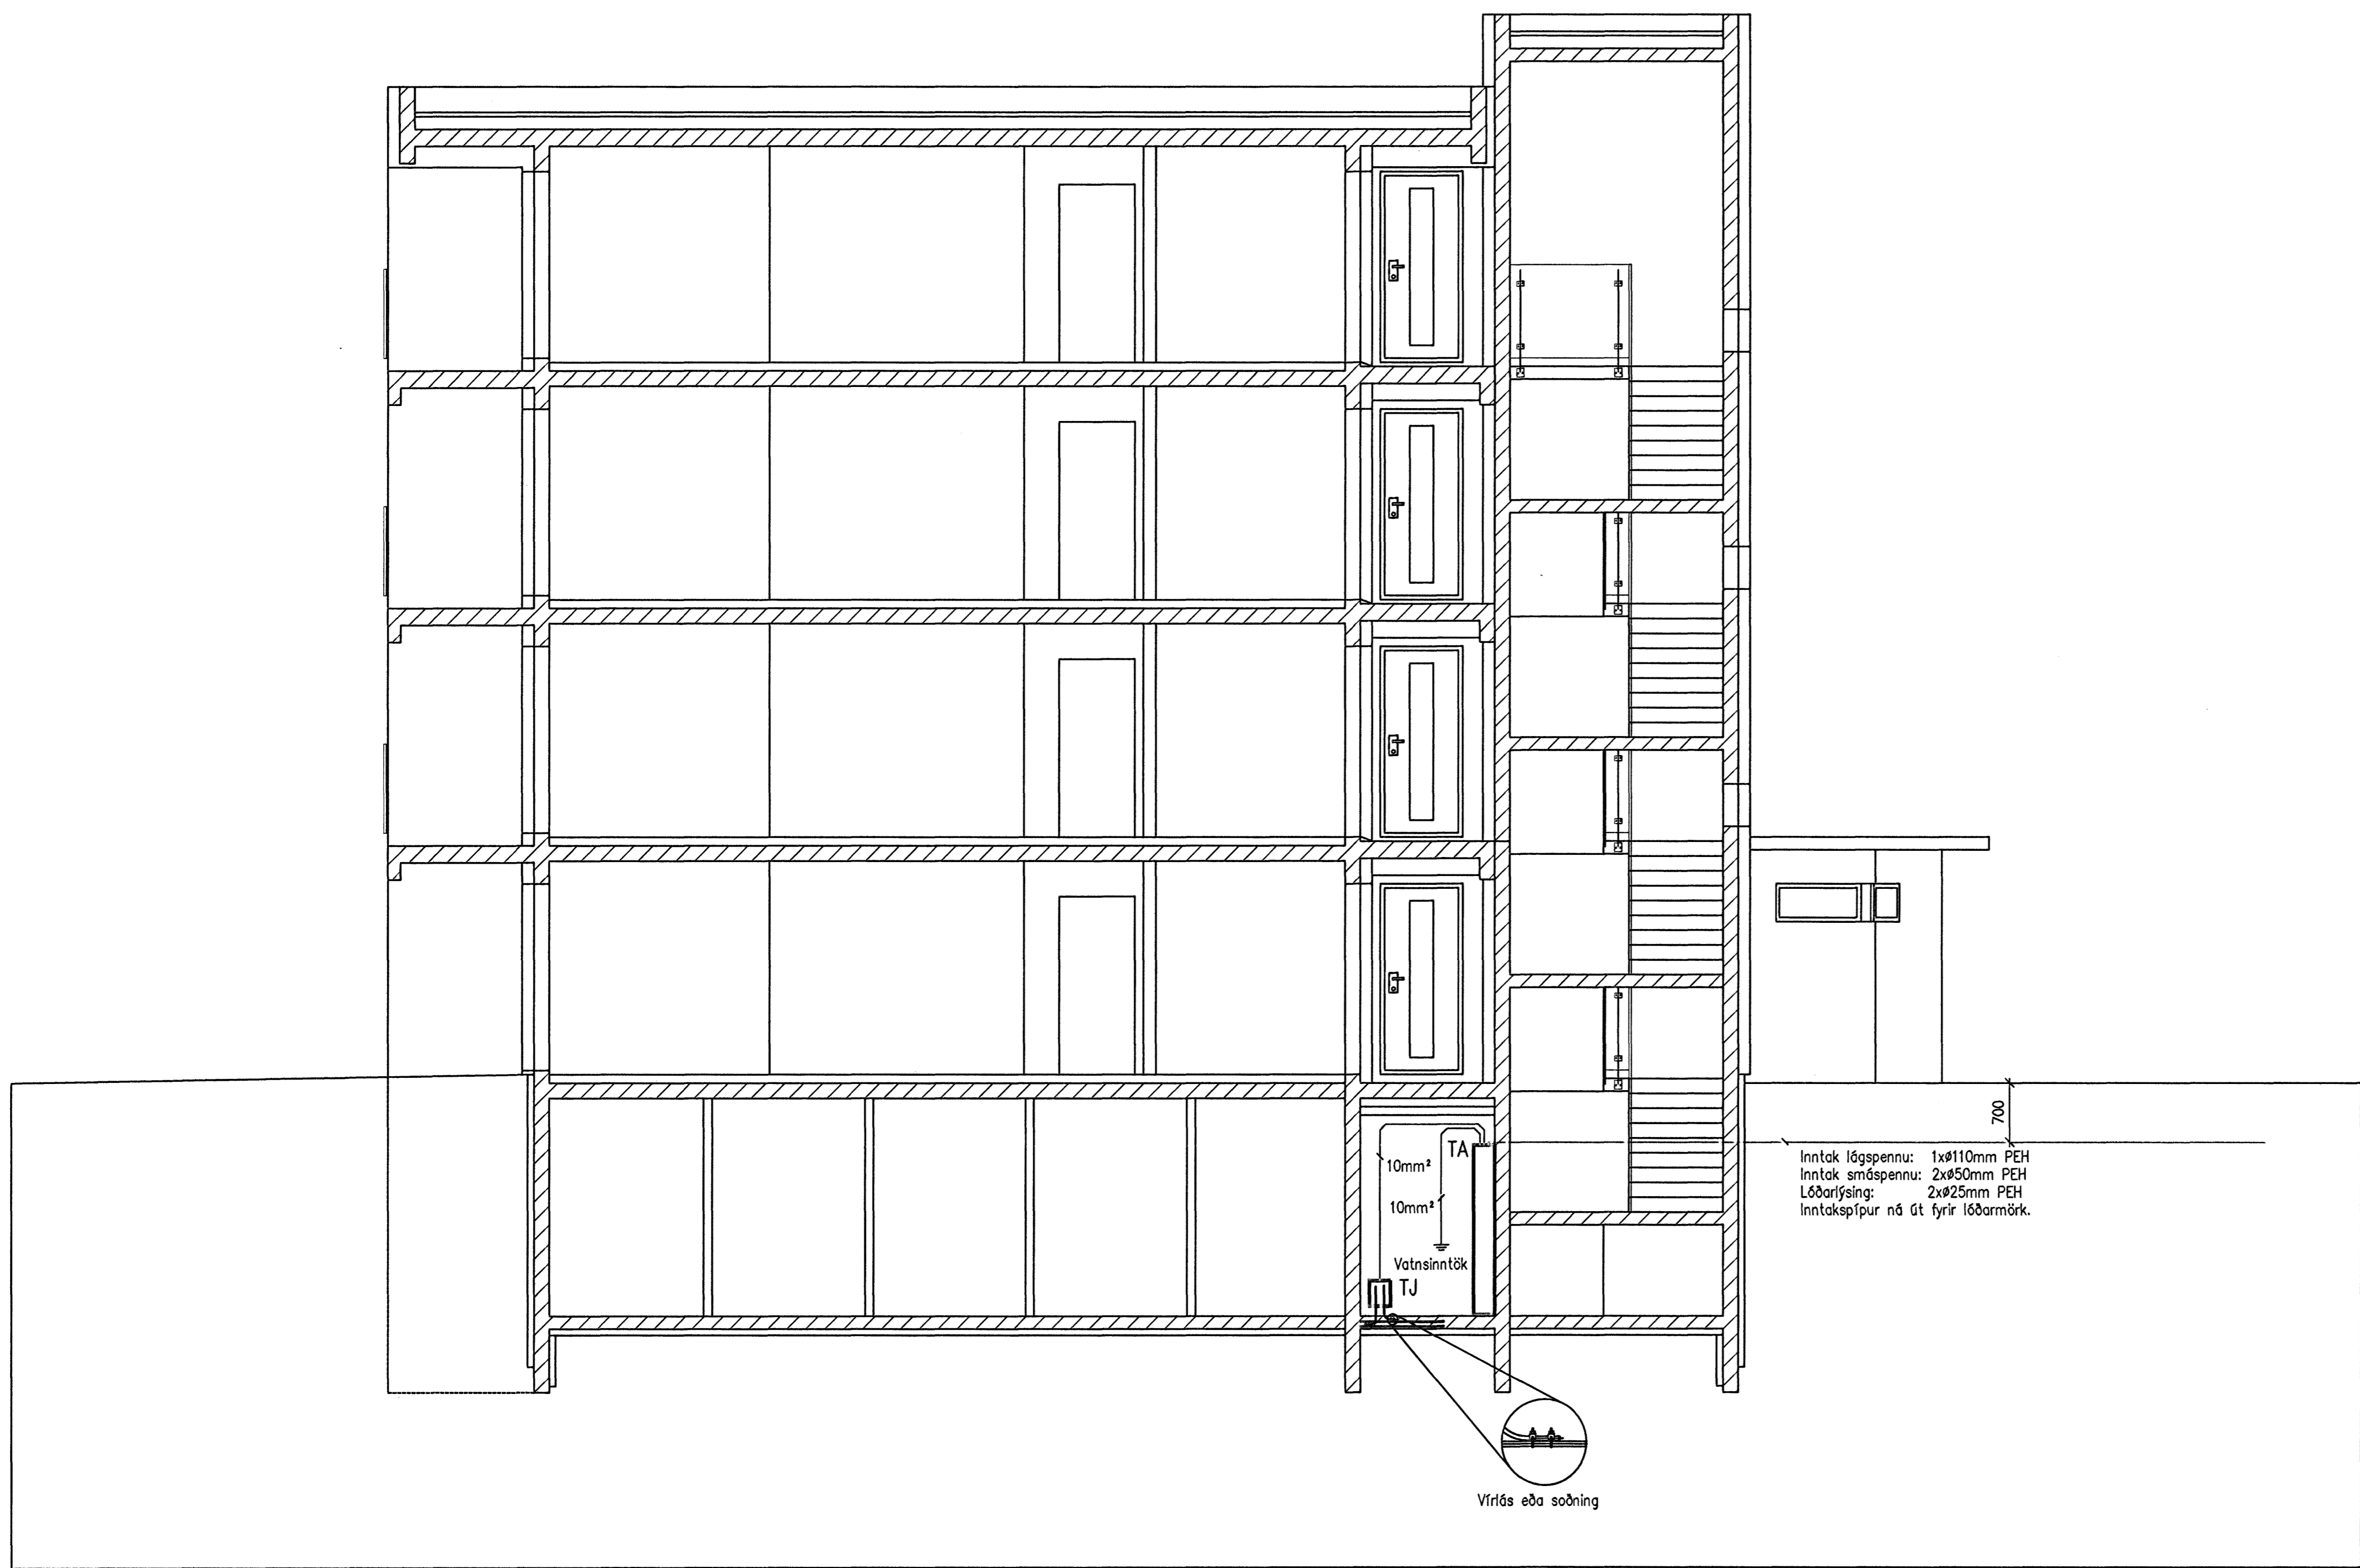 700
TA
10mm²
10mm²
Vatnsinntök
TJ
Inntak lágspennu: 1xø110mm PEH
Inntak smáspennu: 2xø50mm PEH
Lóðarlýsing: 2xø25mm PEH
Inntakspípur ná út fyrir lóðarmörk.
Vírlás eða soðning